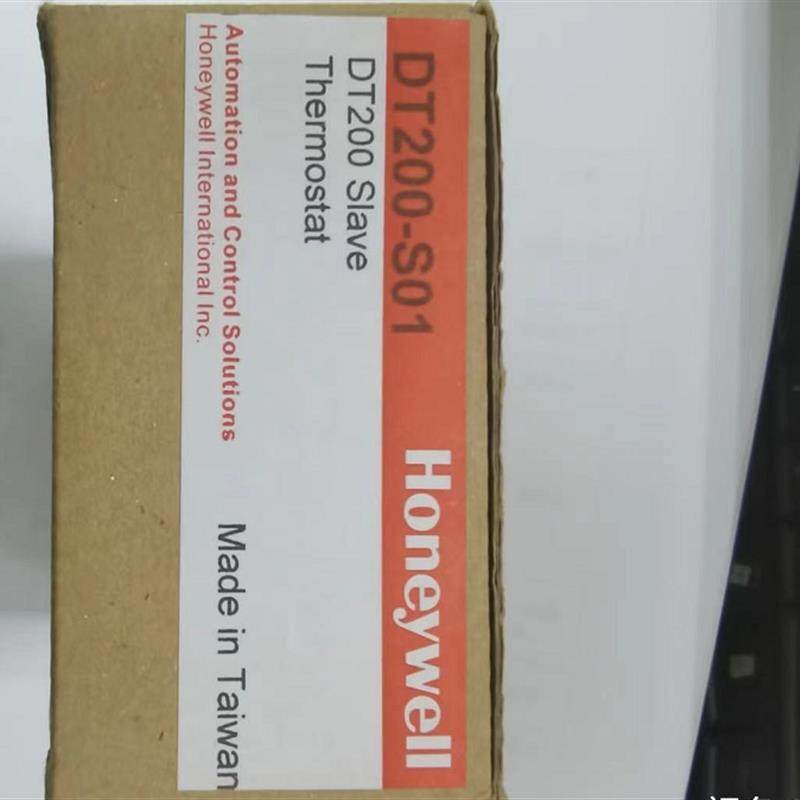 DT200-S01 Honeywell
DT200 Slave
Thermostat
Automation and Control Solutions
Honeywell International Inc.
Made in Taiwan